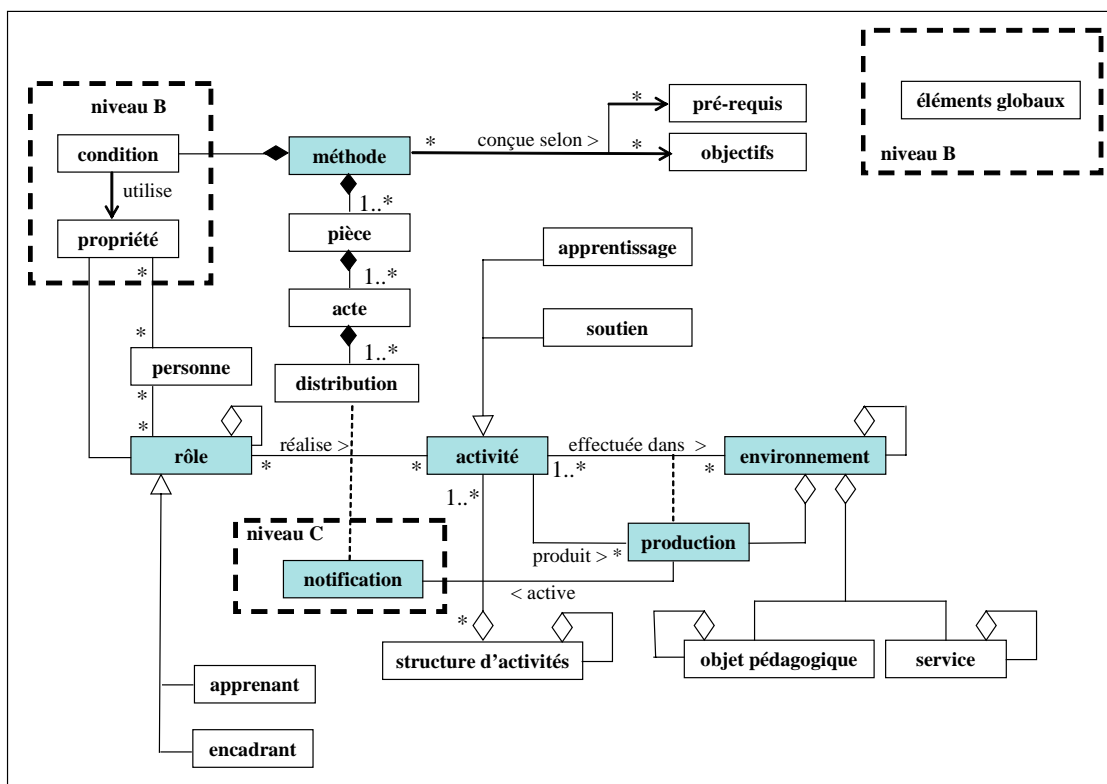 niveau B
condition
utilise
propriété
*
*
personne
*
*
rôle
méthode
*
conçue selon >
*
pré-requis
*
objectifs
éléments globaux
niveau B
1..*
pièce
1..*
acte
1..*
distribution
apprentissage
soutien
réalise >
*
*
activité
effectuée dans >
1..*
*
environnement
1..*
niveau C
notification
produit > *
production
< active
*
structure d'activités
objet pédagogique
service
apprenant
encadrant